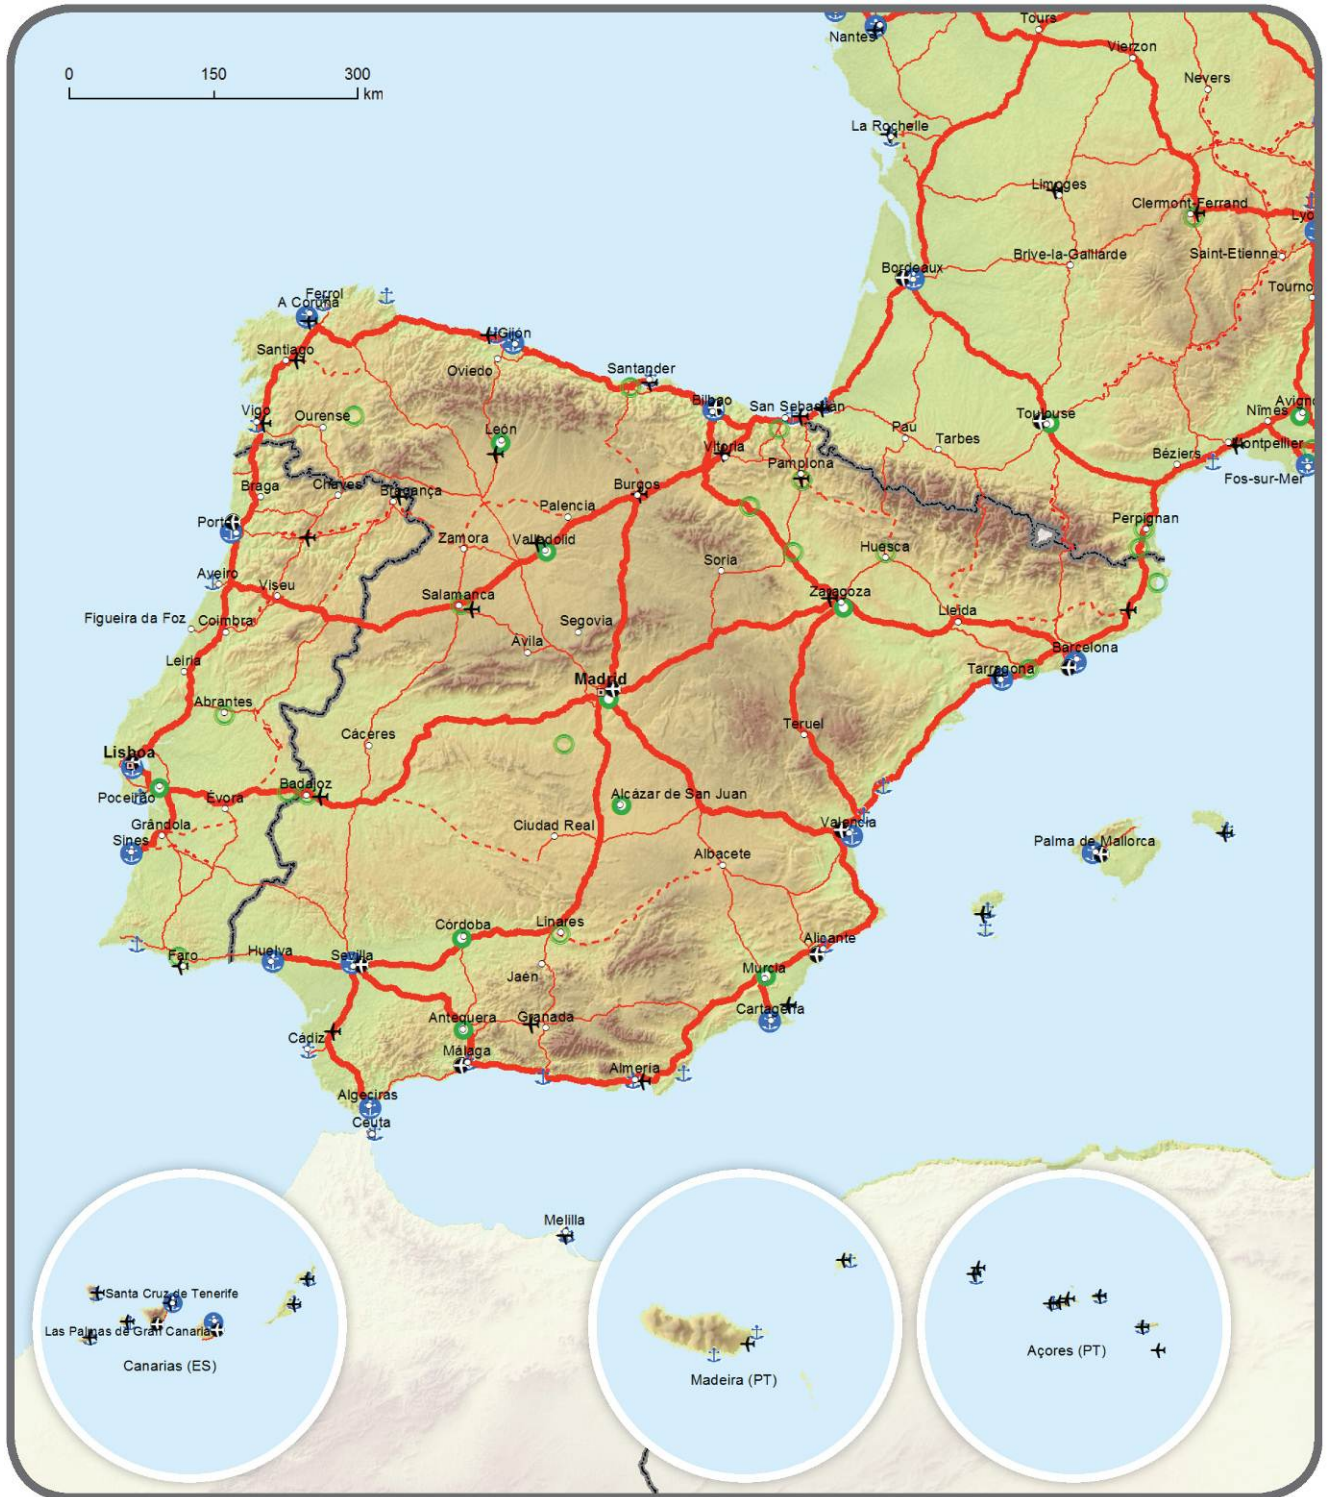 Tours
Nantes
Vierzon
0 150 300
km
Nevers
La Rochelle
Limoges
Clermont-Ferrand
Bordeaux
Brive-la-Gaillarde
Saint-Etienne
Ferrol
A Coruña
Gijón
Santiago
Oviedo
Santander
Bilbao
San Sebastian
Vigo
Ourense
León
Toulouse
Nîmes
Pau
Tarbes
Montpellier
Vitoria
Béziers
Pamplona
Fos-sur-Mer
Braga
Chaves
Bragança
Burgos
Palencia
Perpignan
Porto
Zamora
Valladolid
Huesca
Soria
Aveiro
Viseu
Salamanca
Zaragoza
Lleida
Figueira da Foz
Coimbra
Segovia
Ávila
Barcelona
Leiria
Tarragona
Madrid
Abrantes
Teruel
Cáceres
Lisboa
Badajoz
Poceirão
Évora
Alcázar de San Juan
Grândola
Ciudad Real
Valencia
Sines
Albacete
Palma de Mallorca
Córdoba
Linares
Alicante
Faro
Huelva
Sevilla
Jaén
Murcia
Cartagena
Antequera
Granada
Cádiz
Málaga
Almería
Algeciras
Ceuta
Melilla
Santa Cruz de Tenerife
Las Palmas de Gran Canaria
Canarias (ES)
Madeira (PT)
Açores (PT)